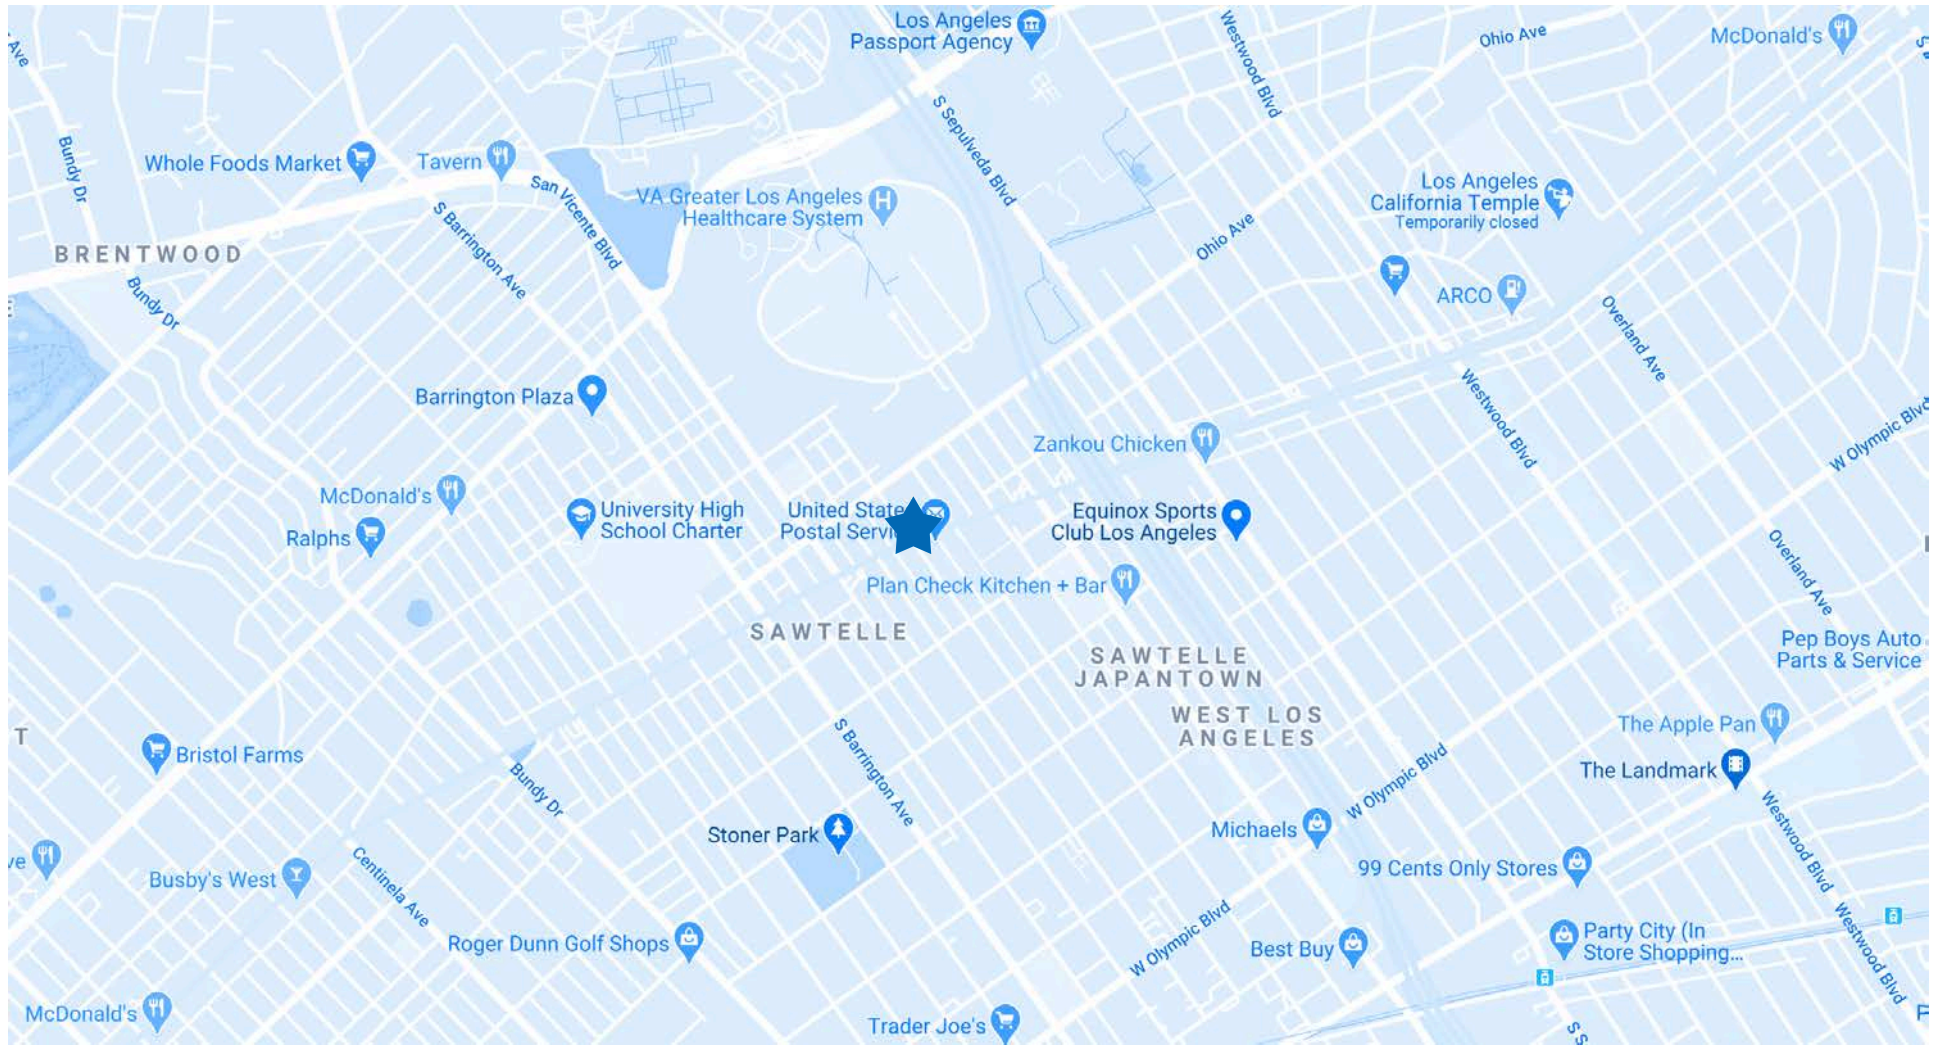 Los Angeles
Passport Agency
Westwood Blvd
Ohio Ave
McDonald's
Ave
Bundy Dr
Whole Foods Market
Tavern
San Vicente Blvd
S Sepulveda Blvd
VA Greater Los Angeles
Healthcare System
Los Angeles
California Temple
Temporarily closed
S Barrington Ave
Ohio Ave
BRENTWOOD
Bundy Dr
ARCO
Overland Ave
Barrington Plaza
Westwood Blvd
W Olympic Blvd
Zankou Chicken
McDonald's
Ralphs
University High
School Charter
United State
Postal Servi
Equinox Sports
Club Los Angeles
Plan Check Kitchen + Bar
Overland Ave
SAWTELLE
SAWTELLE
JAPANTOWN
Pep Boys Auto
Parts & Service
WEST LOS
ANGELES
The Apple Pan
T
Bristol Farms
Bundy Dr
S Barrington Ave
W Olympic Blvd
The Landmark
Stoner Park
Michaels
Westwood Blvd
99 Cents Only Stores
ve
Busby's West
Centinela Ave
Roger Dunn Golf Shops
W Olympic Blvd
Best Buy
Party City (In
Store Shopping...
Westwood Blvd
McDonald's
Trader Joe's
S S